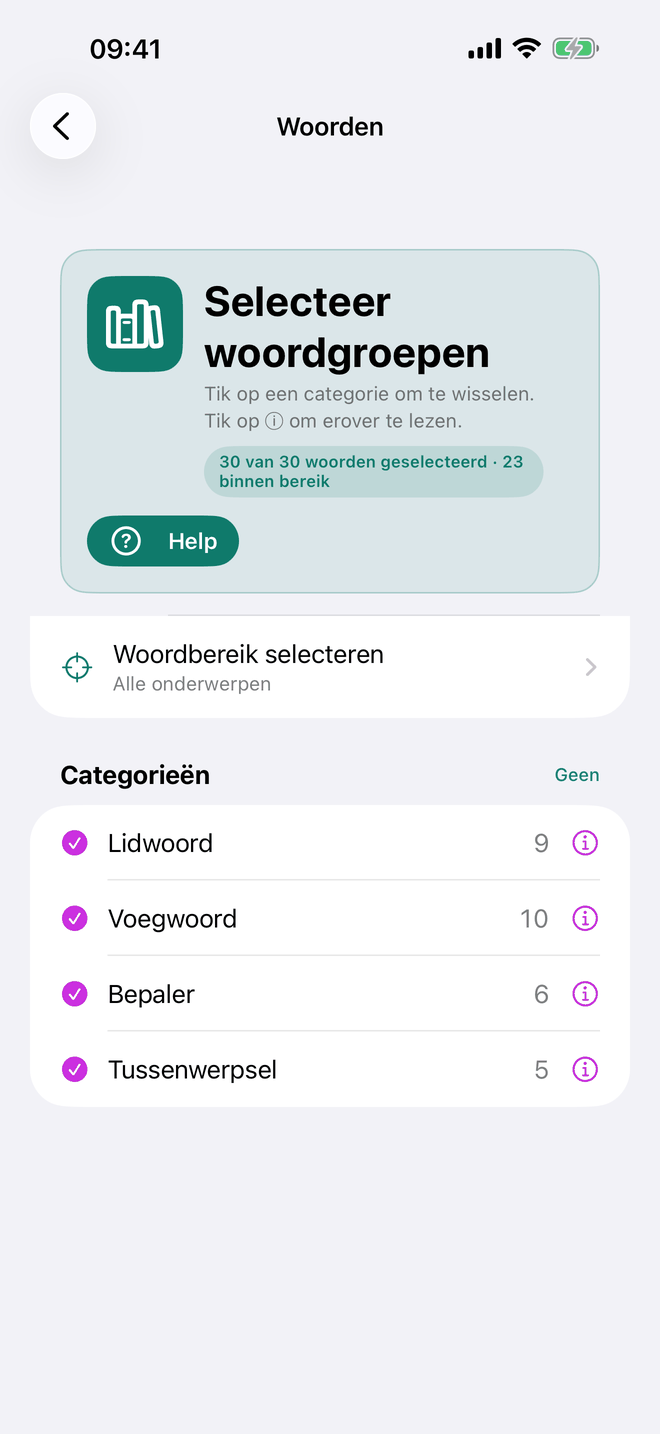 09:41
Woorden
Selecteer
woordgroepen
Tik op een categorie om te wisselen.
Tik op ⓘ om erover te lezen.
30 van 30 woorden geselecteerd · 23
binnen bereik
Help
Woordbereik selecteren
Alle onderwerpen
Categorieën Geen
Lidwoord 9
Voegwoord 10
Bepaler 6
Tussenwerpsel 5